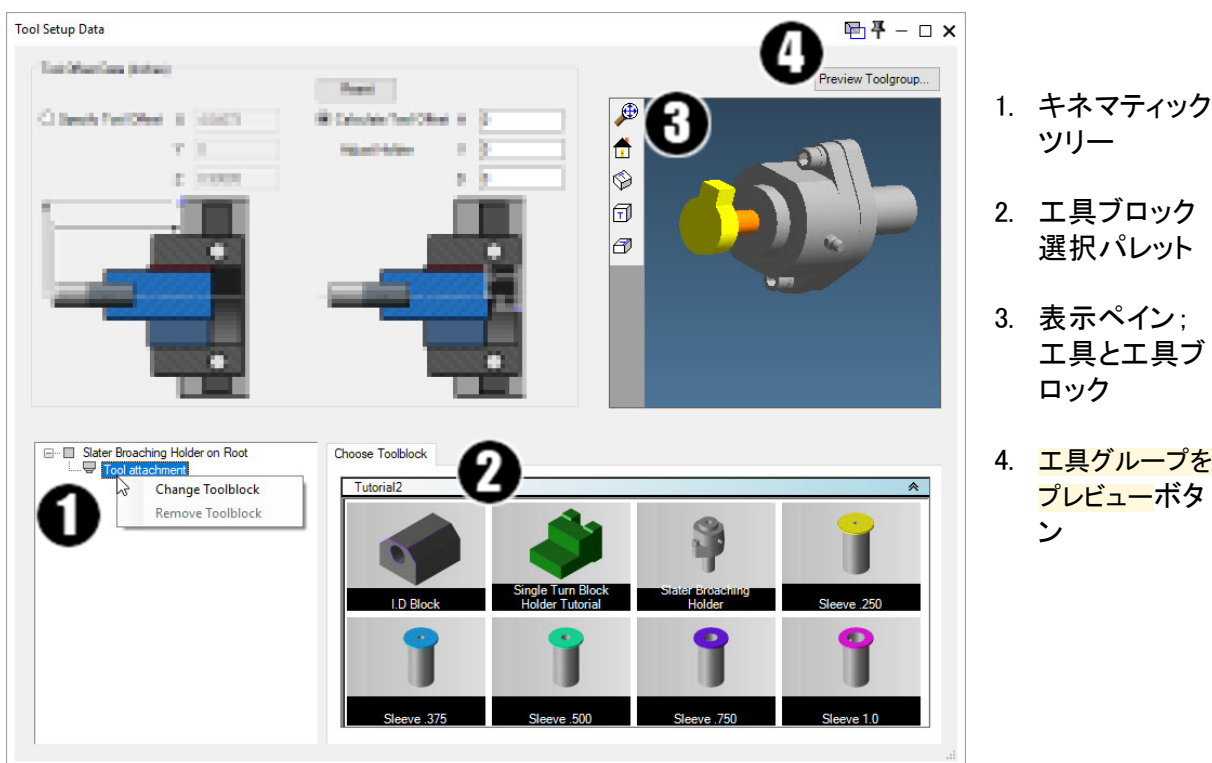 Tool Setup Data
4
Preview Toolgroup...
3
T
Slater Broaching Holder on Root
Tool attachment
Change Toolblock
Remove Toolblock
1
Choose Toolblock
2
Tutorial2
I.D Block
Single Turn Block
Holder Tutorial
Slater Broaching
Holder
Sleeve .250
Sleeve .375
Sleeve .500
Sleeve .750
Sleeve 1.0
1. キネマティック
ツリー
2. 工具ブロック
選択パレット
3. 表示ペイン;
工具と工具ブ
ロック
4. 工具グループを
プレビューボタ
ン